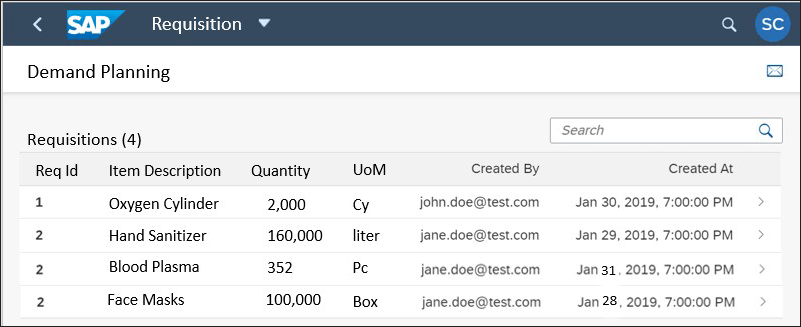 SAP Requisition SC
Demand Planning
Requisitions (4) Search
Req Id Item Description Quantity UoM Created By Created At
1 Oxygen Cylinder 2,000 Cy john.doe@test.com Jan 30, 2019, 7:00:00 PM
2 Hand Sanitizer 160,000 liter jane.doe@test.com Jan 29, 2019, 7:00:00 PM
2 Blood Plasma 352 Pc jane.doe@test.com Jan 31, 2019, 7:00:00 PM
2 Face Masks 100,000 Box jane.doe@test.com Jan 28, 2019, 7:00:00 PM